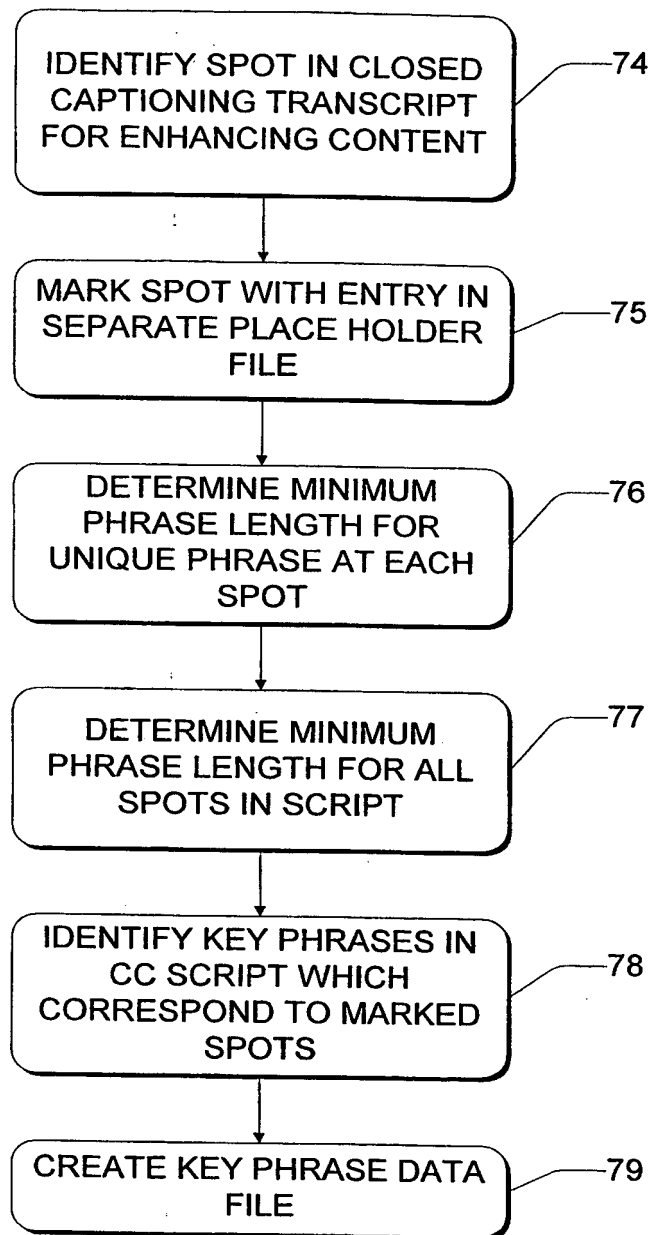 IDENTIFY SPOT IN CLOSED
CAPTIONING TRANSCRIPT
FOR ENHANCING CONTENT
74
MARK SPOT WITH ENTRY IN
SEPARATE PLACE HOLDER
FILE
75
DETERMINE MINIMUM
PHRASE LENGTH FOR
UNIQUE PHRASE AT EACH
SPOT
76
DETERMINE MINIMUM
PHRASE LENGTH FOR ALL
SPOTS IN SCRIPT
77
IDENTIFY KEY PHRASES IN
CC SCRIPT WHICH
CORRESPOND TO MARKED
SPOTS
78
CREATE KEY PHRASE DATA
FILE
79